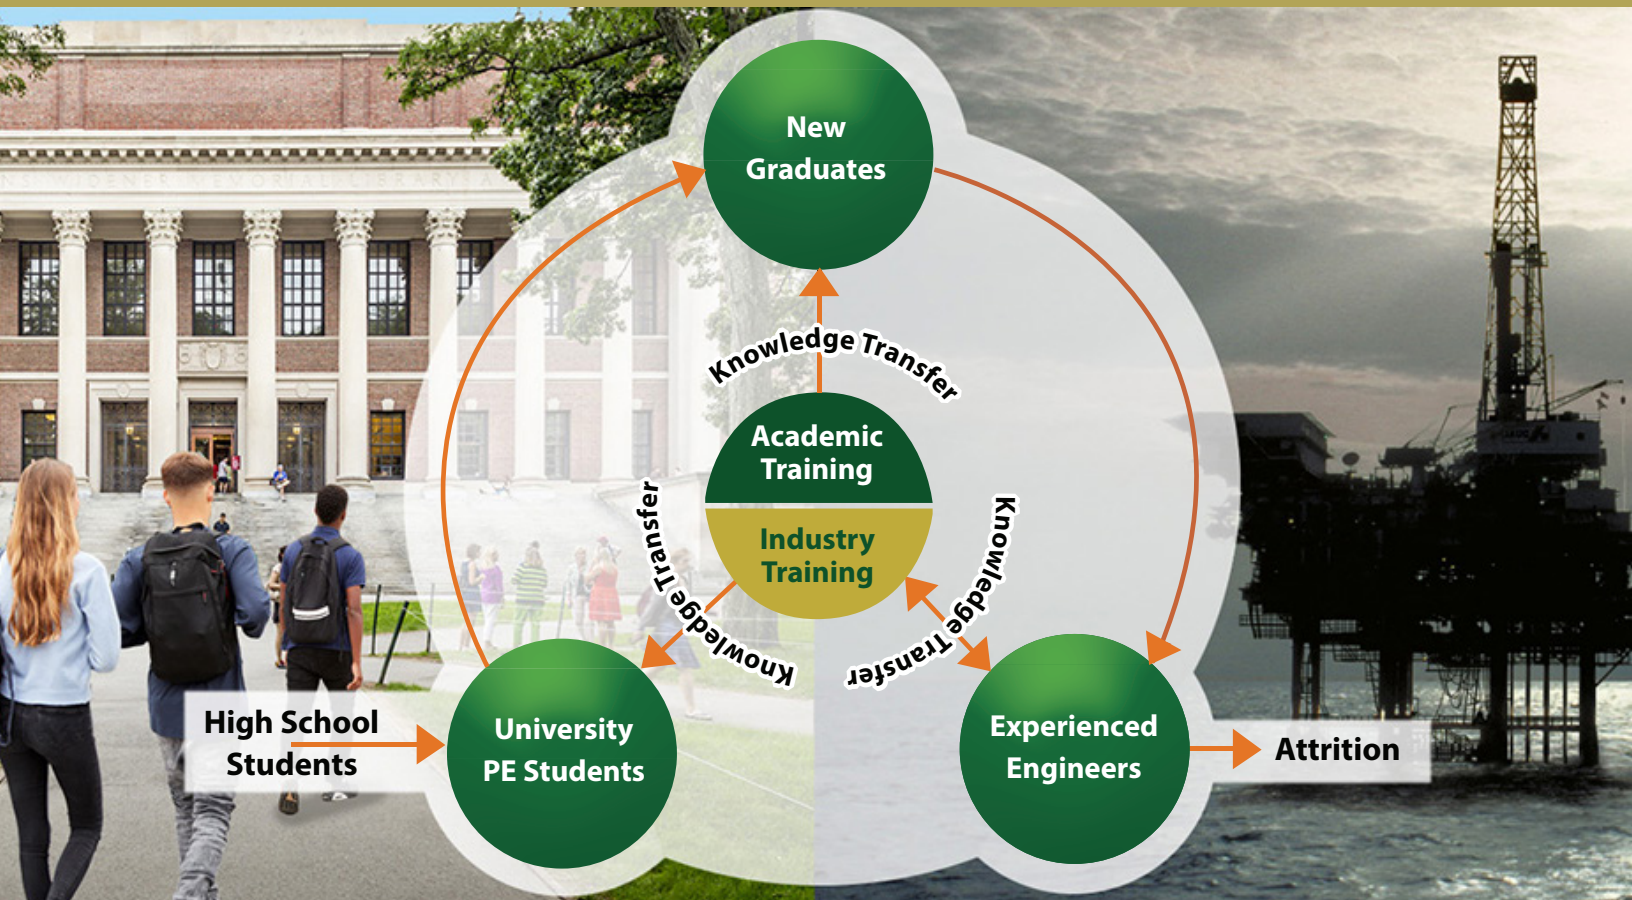 New
Graduates
Knowledge Transfer
Academic
Training
Industry
Training
Knowledge Transfer
Knowledge Transfer
High School
Students
University
PE Students
Experienced
Engineers
Attrition